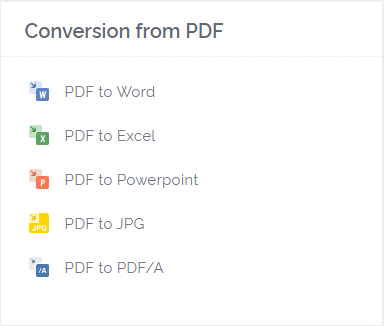 Conversion from PDF
W PDF to Word
X PDF to Excel
P PDF to Powerpoint
JPG PDF to JPG
/A PDF to PDF/A